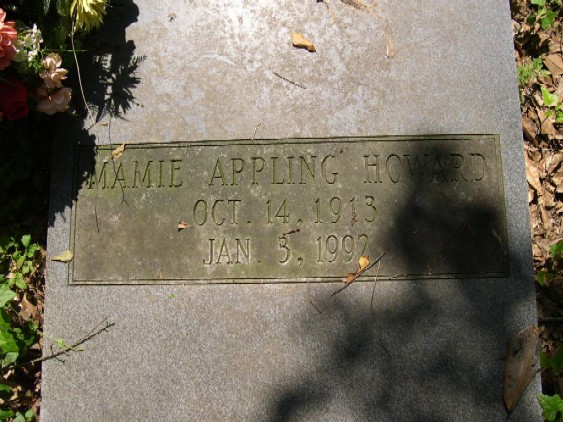 MAMIE APPLING HOWARD
OCT. 14, 1913
JAN. 3, 1992